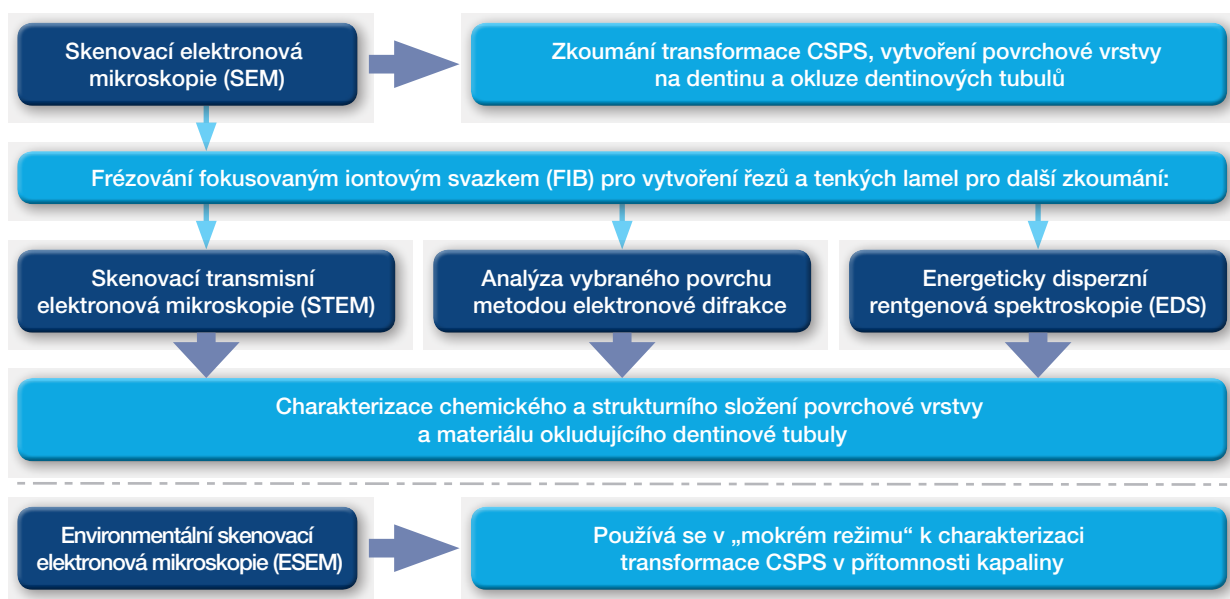 Skenovací elektronová
mikroskopie (SEM)
Zkoumání transformace CSPS, vytvoření povrchové vrstvy
na dentinu a okluze dentinových tubulů
Frézování fokusovaným iontovým svazkem (FIB) pro vytvoření řezů a tenkých lamel pro další zkoumání:
Skenovací transmisní
elektronová mikroskopie (STEM)
Analýza vybraného povrchu
metodou elektronové difrakce
Energeticky disperzní
rentgenová spektroskopie (EDS)
Charakterizace chemického a strukturního složení povrchové vrstvy
a materiálu okludujícího dentinové tubuly
Environmentální skenovací
elektronová mikroskopie (ESEM)
Používá se v „mokrém režimu“ k charakterizaci
transformace CSPS v přítomnosti kapaliny